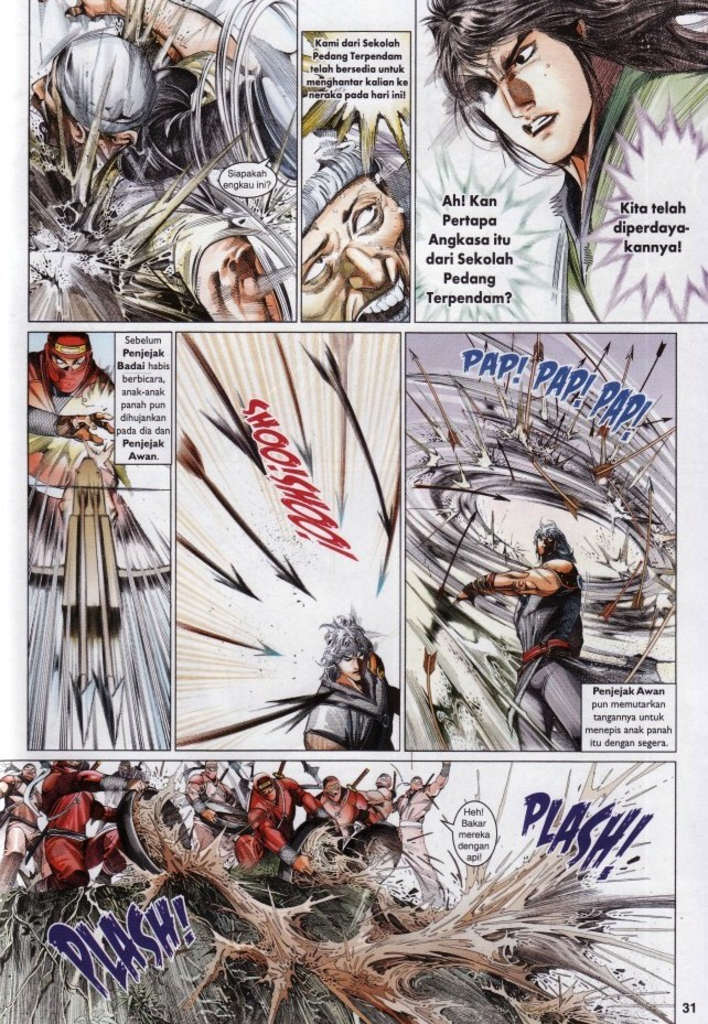 Siapakah
engkau ini?
Kami dari Sekolah
Pedang Terpendam
telah bersedia untuk
menghantar kalian ke
neraka pada hari ini!
Ah! Kan
Pertapa
Angkasa itu
dari Sekolah
Pedang
Terpendam?
Kita telah
diperdaya-
kannya!
Sebelum
Penjejak
Badai habis
berbicara,
anak-anak
panah pun
dihujankan
pada dia dan
Penjejak
Awan.
SHOO! SHOO!
PAP! PAP! PAP!
Penjejak Awan
pun memutarkan
tangannya untuk
menepis anak panah
itu dengan segera.
Heh!
Bakar
mereka
dengan
api!
PLASH!
PLASH!
31